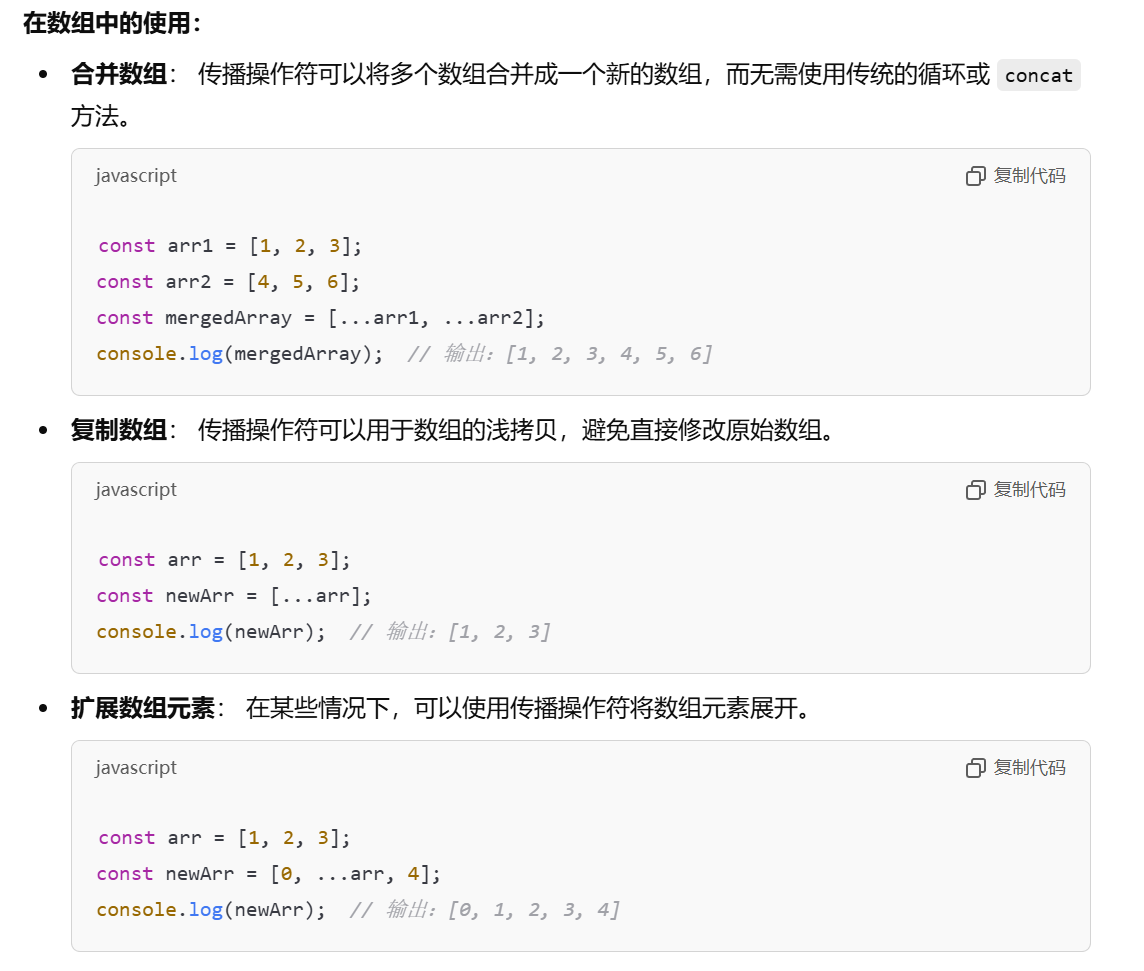 在数组中的使用：
合并数组： 传播操作符可以将多个数组合并成一个新的数组，而无需使用传统的循环或 concat
方法。
javascript 复制代码
const arr1 = [1, 2, 3];
const arr2 = [4, 5, 6];
const mergedArray = [...arr1, ...arr2];
console.log(mergedArray);  // 输出：[1, 2, 3, 4, 5, 6]
复制数组： 传播操作符可以用于数组的浅拷贝，避免直接修改原始数组。
javascript 复制代码
const arr = [1, 2, 3];
const newArr = [...arr];
console.log(newArr);  // 输出：[1, 2, 3]
扩展数组元素： 在某些情况下，可以使用传播操作符将数组元素展开。
javascript 复制代码
const arr = [1, 2, 3];
const newArr = [0, ...arr, 4];
console.log(newArr);  // 输出：[0, 1, 2, 3, 4]